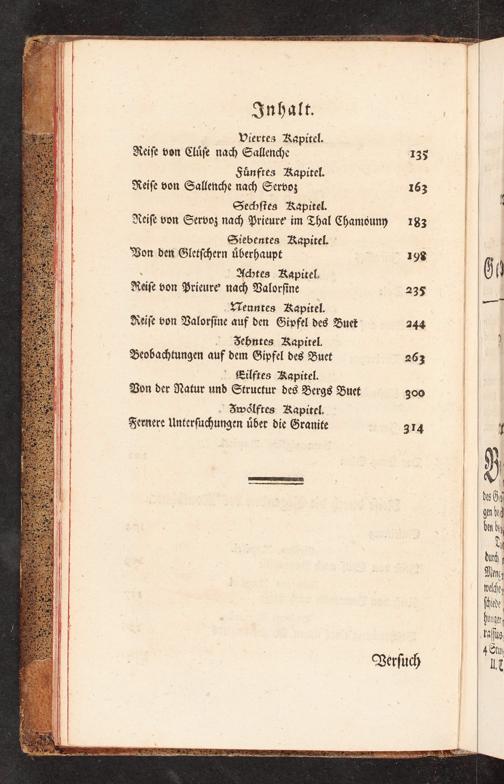 Inhalt.
Viertes Kapitel.
Reise von Clüse nach Sallenche 135
Fünftes Kapitel.
Reise von Sallenche nach Servoz 163
Sechstes Kapitel.
Reise von Servoz nach Prieure' im Thal Chamouny 183
Siebentes Kapitel.
Von den Gletschern überhaupt 198
Achtes Kapitel.
Reise von Prieure' nach Valorsine 235
Neuntes Kapitel.
Reise von Valorsine auf den Gipfel des Buet 244
Zehntes Kapitel.
Beobachtungen auf dem Gipfel des Buet 263
Eilftes Kapitel.
Von der Natur und Structur des Bergs Buet 300
Zwölftes Kapitel.
Fernere Untersuchungen über die Granite 314
Versuch